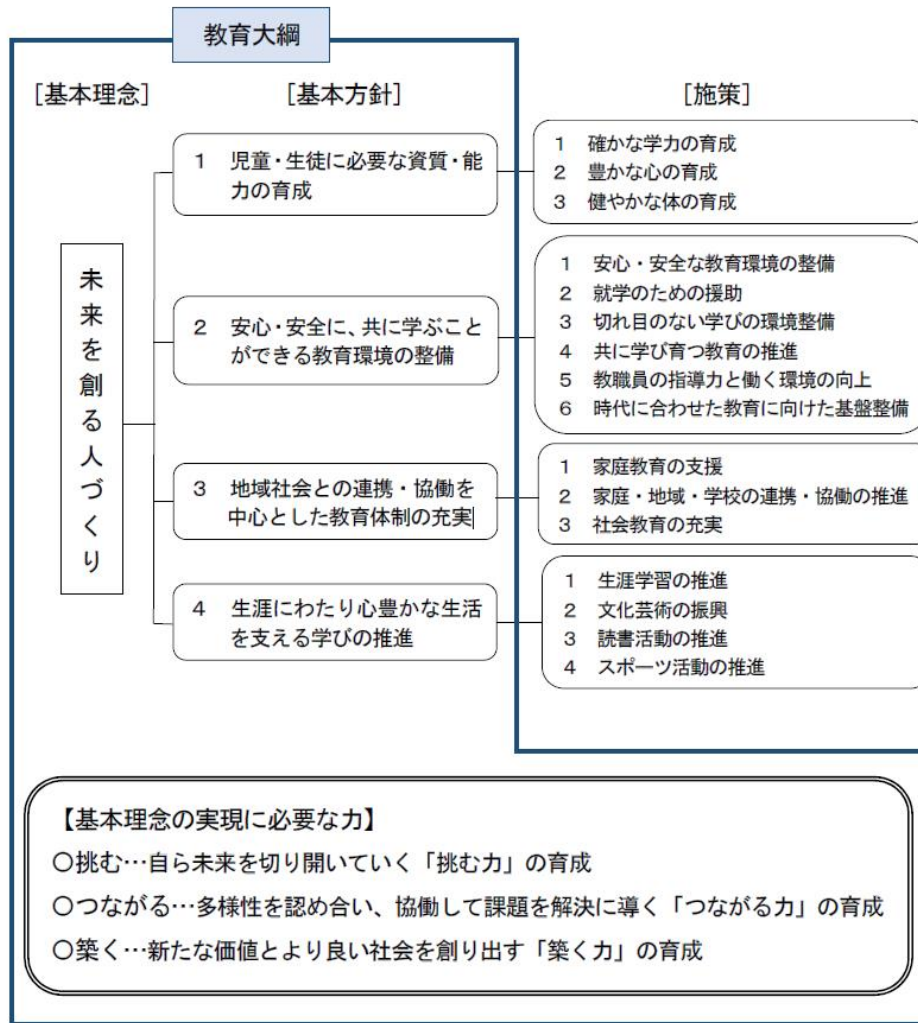 教育大綱
[基本理念]
[基本方針]
[施策]
未来を創る人づくり
1 児童・生徒に必要な資質・能
力の育成
1 確かな学力の育成
2 豊かな心の育成
3 健やかな体の育成
2 安心・安全に、共に学ぶこと
ができる教育環境の整備
1 安心・安全な教育環境の整備
2 就学のための援助
3 切れ目のない学びの環境整備
4 共に学び育つ教育の推進
5 教職員の指導力と働く環境の向上
6 時代に合わせた教育に向けた基盤整備
3 地域社会との連携・協働を
中心とした教育体制の充実
1 家庭教育の支援
2 家庭・地域・学校の連携・協働の推進
3 社会教育の充実
4 生涯にわたり心豊かな生活
を支える学びの推進
1 生涯学習の推進
2 文化芸術の振興
3 読書活動の推進
4 スポーツ活動の推進
【基本理念の実現に必要な力】
○挑む…自ら未来を切り開いていく「挑む力」の育成
○つながる…多様性を認め合い、協働して課題を解決に導く「つながる力」の育成
○築く…新たな価値とより良い社会を創り出す「築く力」の育成